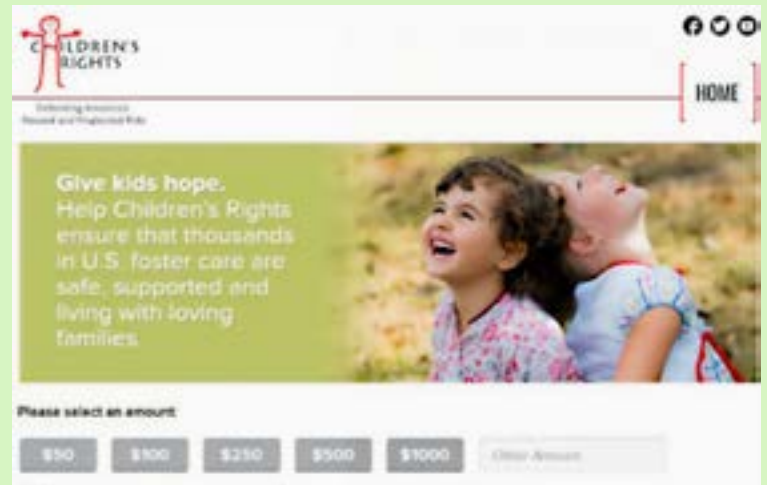 CHILDREN'S
RIGHTS
HOME
Give kids hope.
Help Children's Rights
ensure that thousands
in U.S. foster care are
safe, supported and
living with loving
families
Please select an amount
$50 $100 $250 $500 $1000 Other Amount